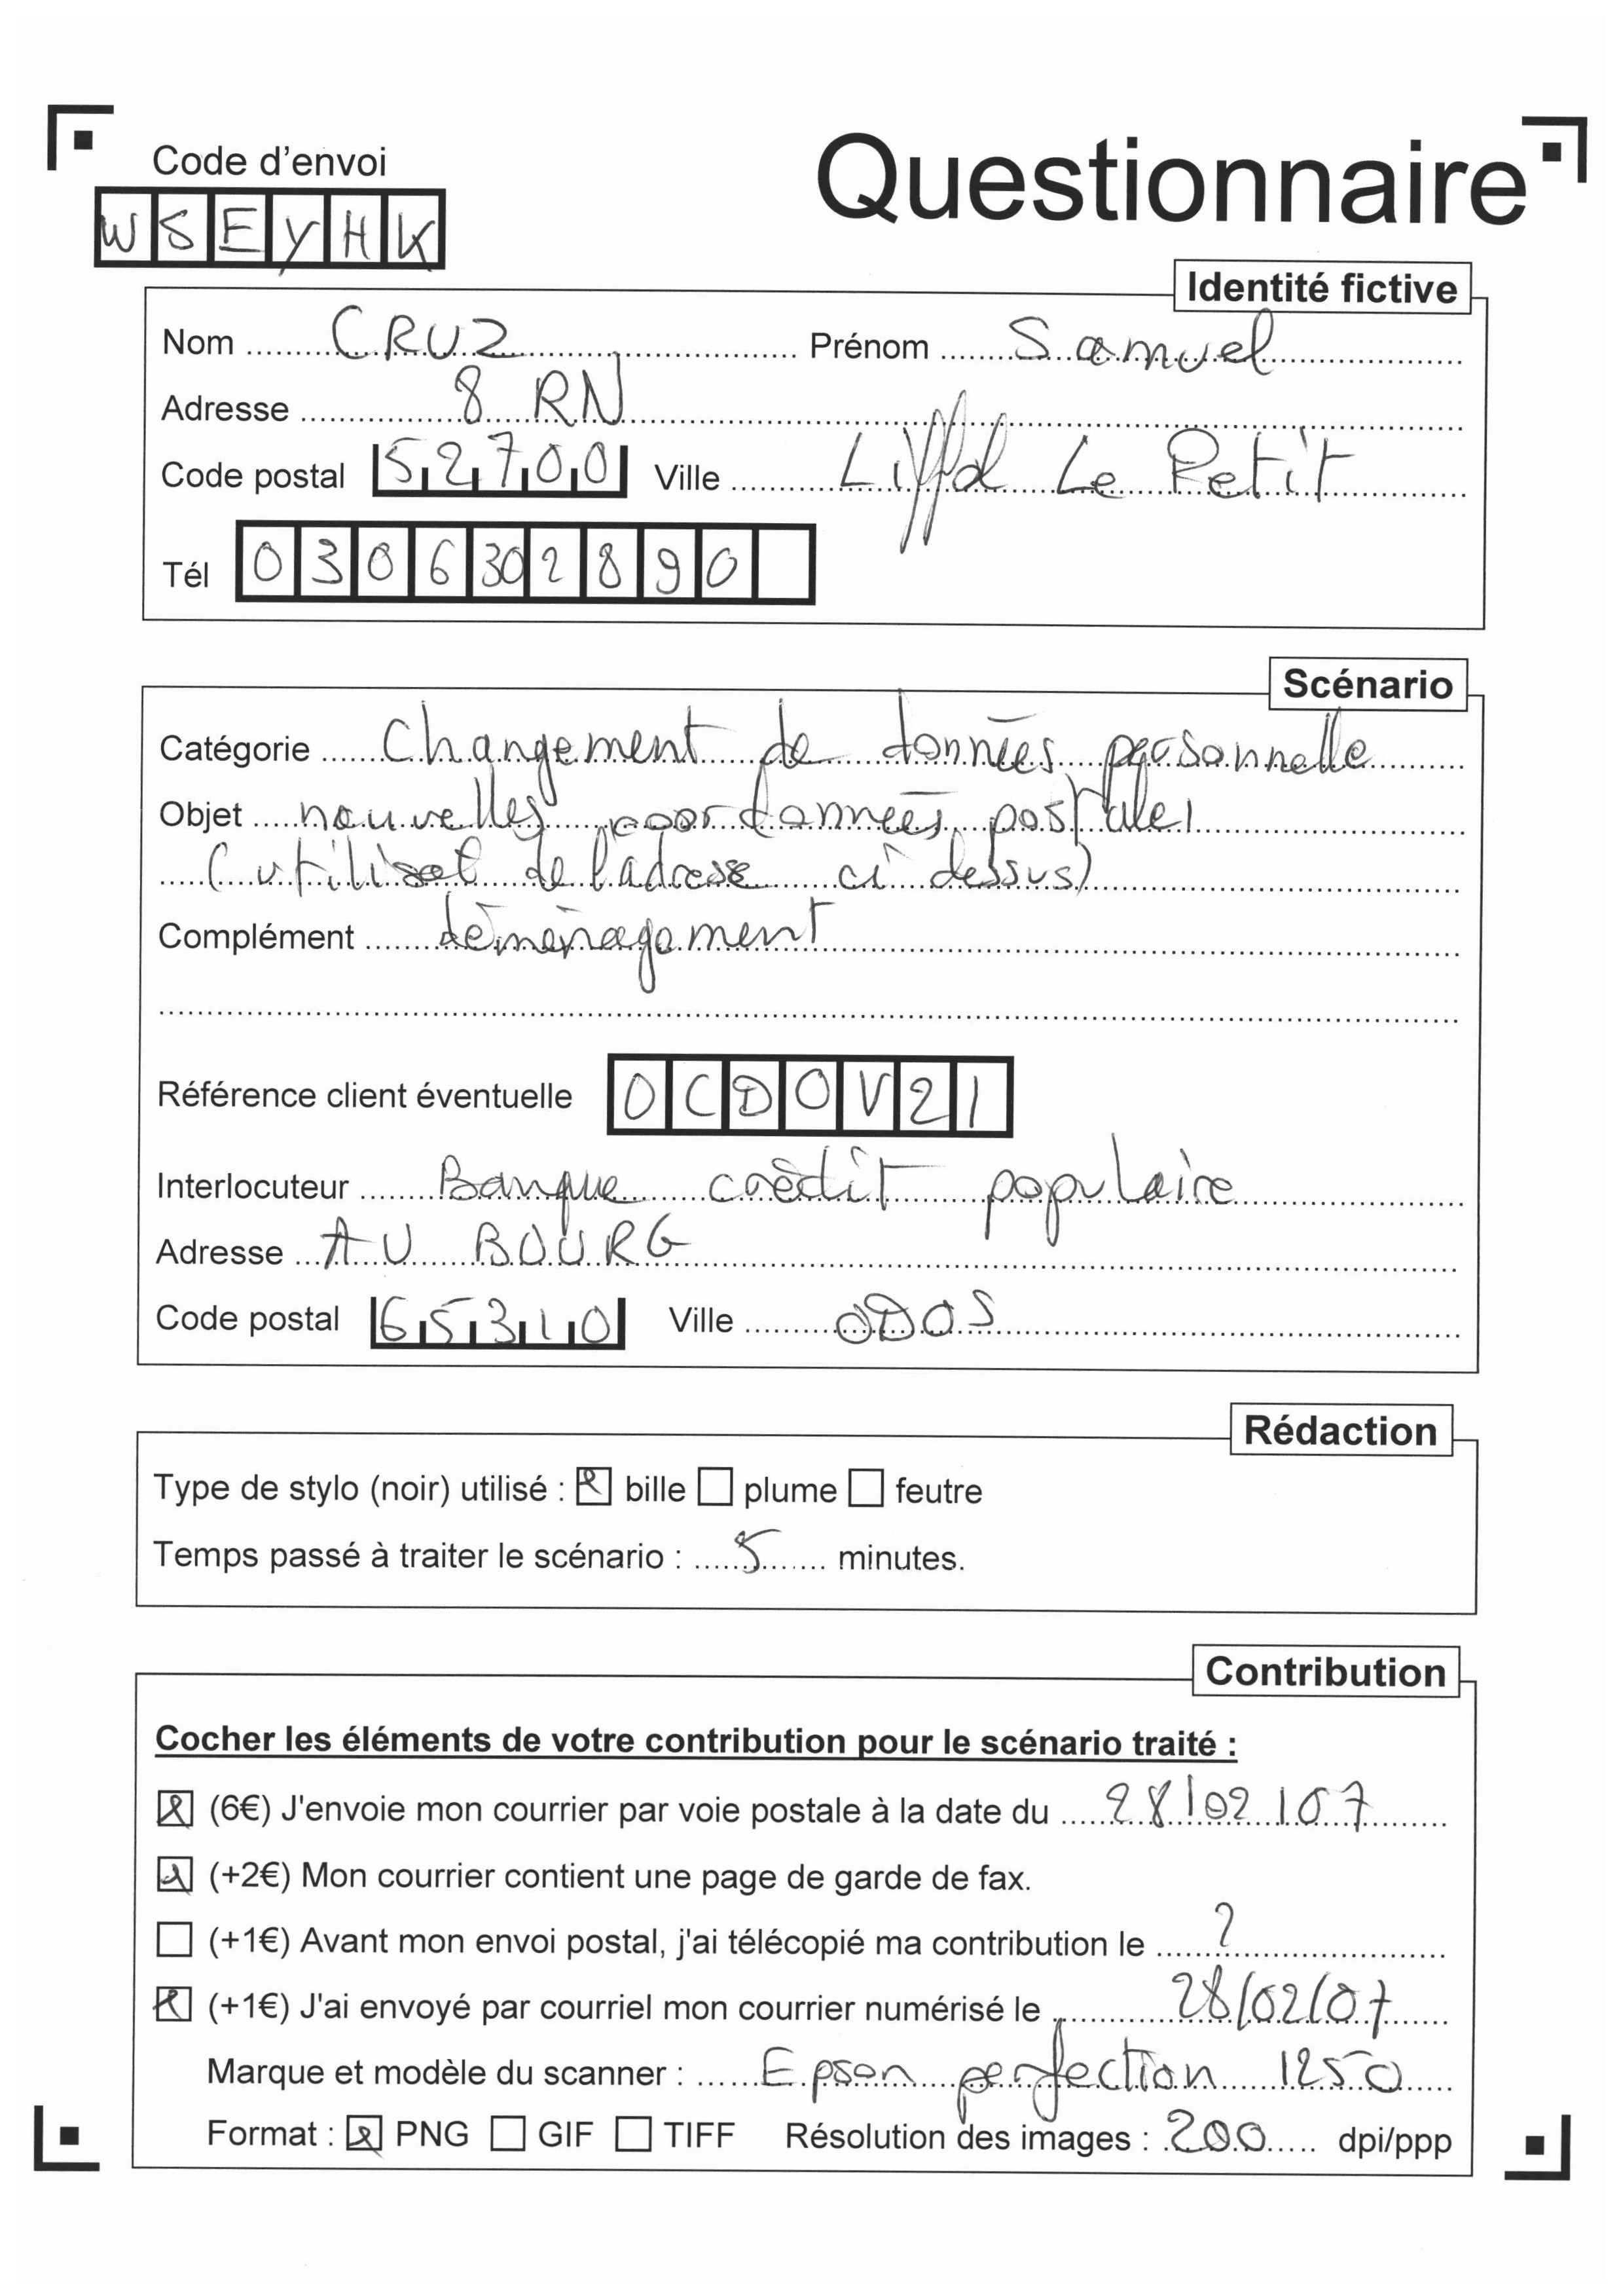 Code d'envoi
WSEYHK
Questionnaire
Identité fictive
Nom CRUZ Prénom Samuel
Adresse 8 RN
Code postal 52700 Ville Liffol Le Petit
Tél 0306302890
Scénario
Catégorie Changement de données personnelle
Objet nouvelles coordonnées postales
( de l'adresse ci dessus)
Complément déménagement
Référence client éventuelle OCDOV21
Interlocuteur Banque crédit populaire
Adresse AU BOURG
Code postal 65310 Ville ODOS
Rédaction
Type de stylo (noir) utilisé : bille plume feutre
Temps passé à traiter le scénario : 5 minutes.
Contribution
Cocher les éléments de votre contribution pour le scénario traité :
(6€) J'envoie mon courrier par voie postale à la date du 28/02/07
(+2€) Mon courrier contient une page de garde de fax.
(+1€) Avant mon envoi postal, j'ai télécopié ma contribution le ?
(+1€) J'ai envoyé par courriel mon courrier numérisé le 28/02/07
Marque et modèle du scanner : Epson perfection 1250
Format : PNG GIF TIFF Résolution des images : 200 dpi/ppp